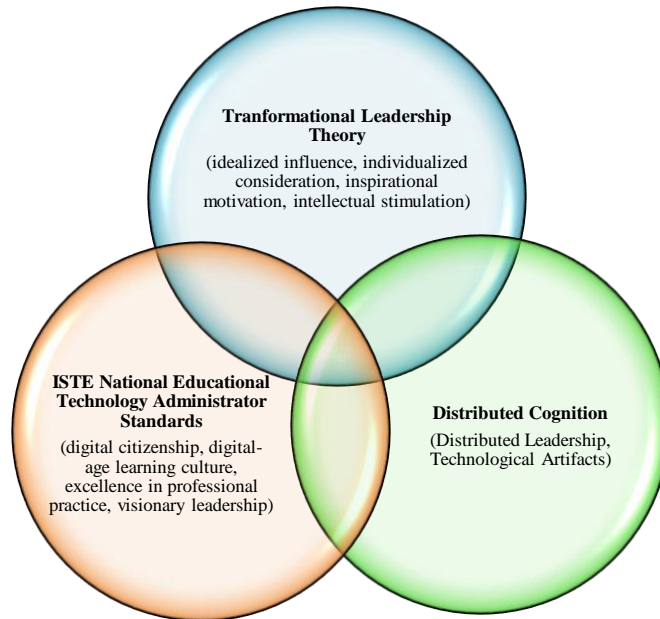 Tranformational Leadership
Theory
(idealized influence, individualized
consideration, inspirational
motivation, intellectual stimulation)
ISTE National Educational
Technology Administrator
Standards
(digital citizenship, digital-
age learning culture,
excellence in professional
practice, visionary leadership)
Distributed Cognition
(Distributed Leadership,
Technological Artifacts)